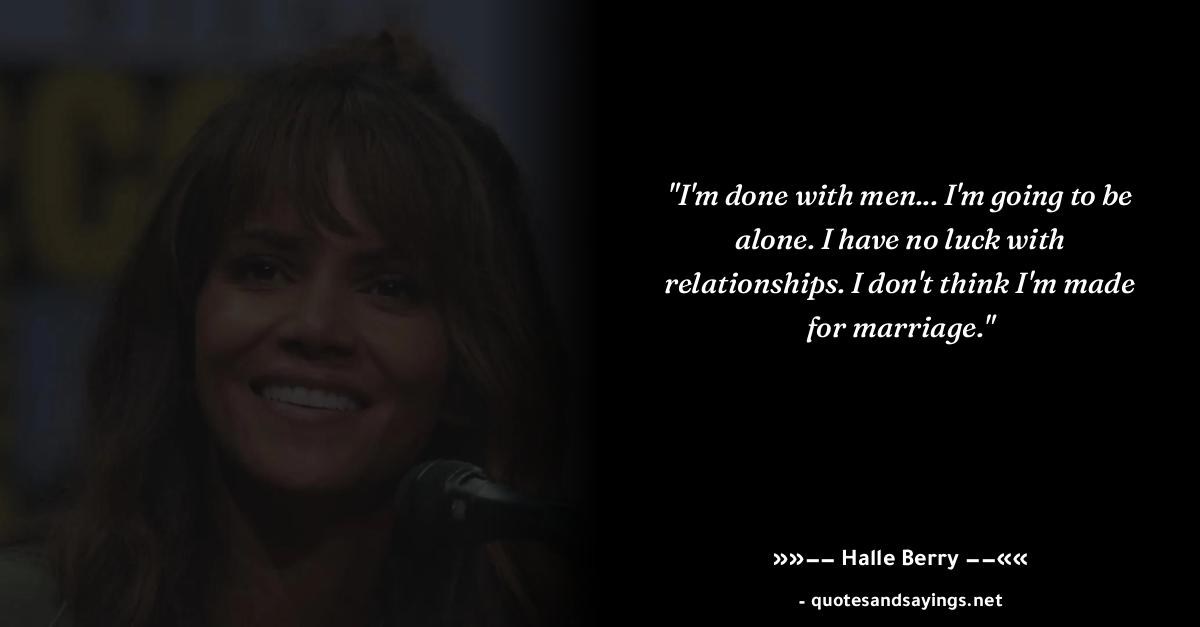 "I'm done with men... I'm going to be
alone. I have no luck with
relationships. I don't think I'm made
for marriage."
»»−− Halle Berry −−««
- quotesandsayings.net